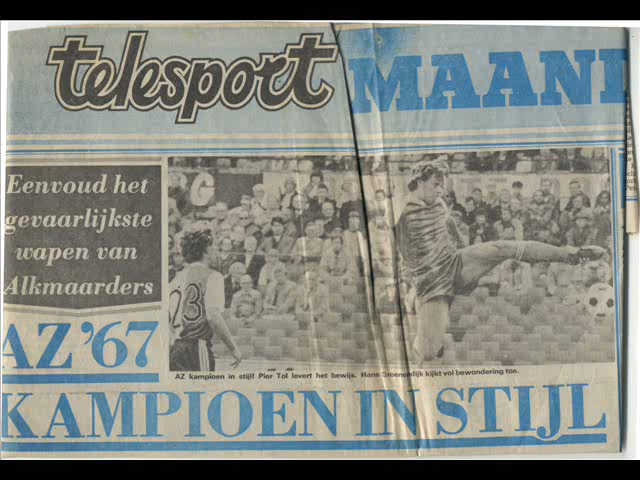 telesport MAAN
Eenvoud het
gevaarlijkste
wapen van
Alkmaarders
23
AZ '67
AZ kampioen in stijl! Pier Tol levert het bewijs. Hans Groenendijk kijkt vol bewondering toe.
KAMPIOEN IN STIJL